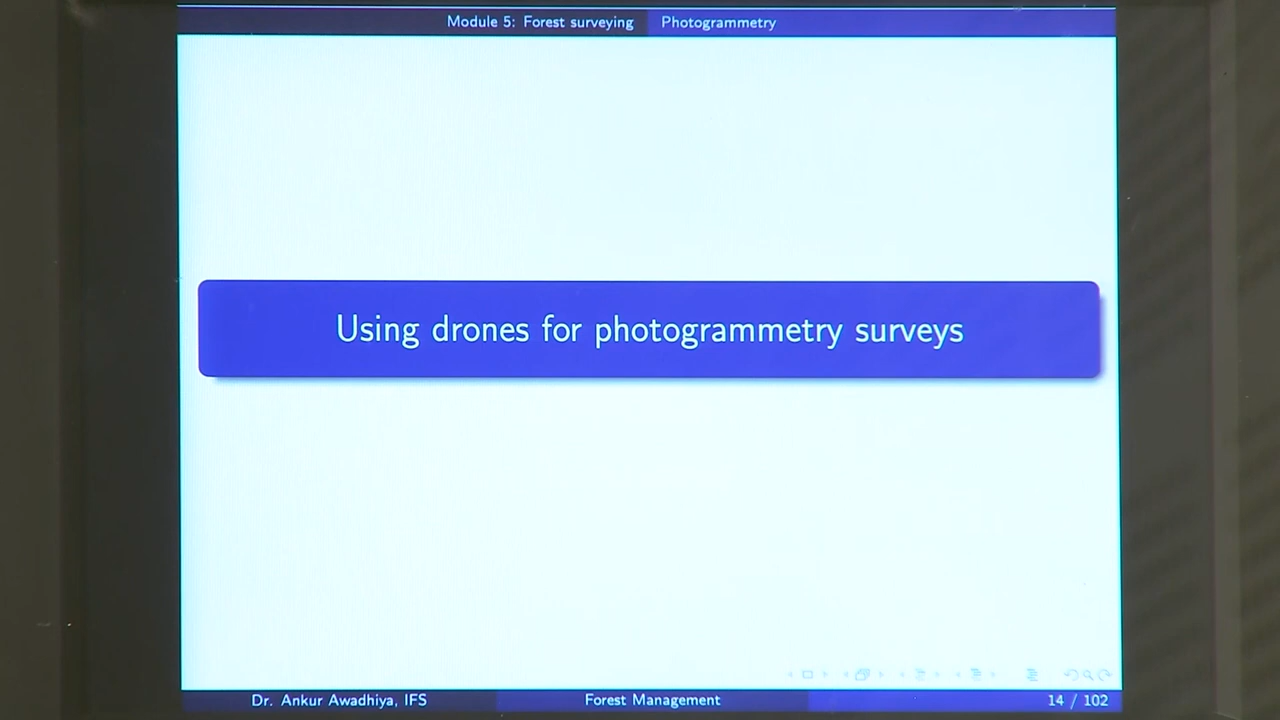 Module 5: Forest surveying Photogrammetry
Using drones for photogrammetry surveys
Dr. Ankur Awadhiya, IFS Forest Management 14 / 102